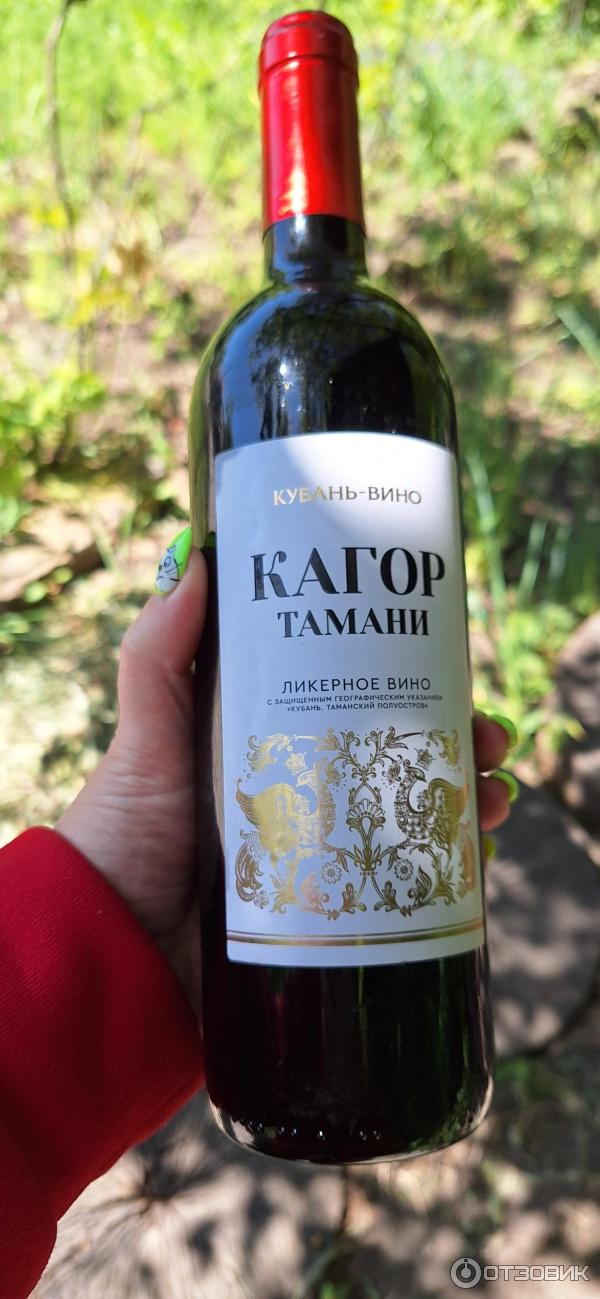 КУБАНЬ-ВИНО
КАГОР
ТАМАНИ
ЛИКЕРНОЕ ВИНО
С ЗАЩИЩЕННЫМ ГЕОГРАФИЧЕСКИМ УКАЗАНИЕМ
«КУБАНЬ. ТАМАНСКИЙ ПОЛУОСТРОВ»
ОТЗОВИК